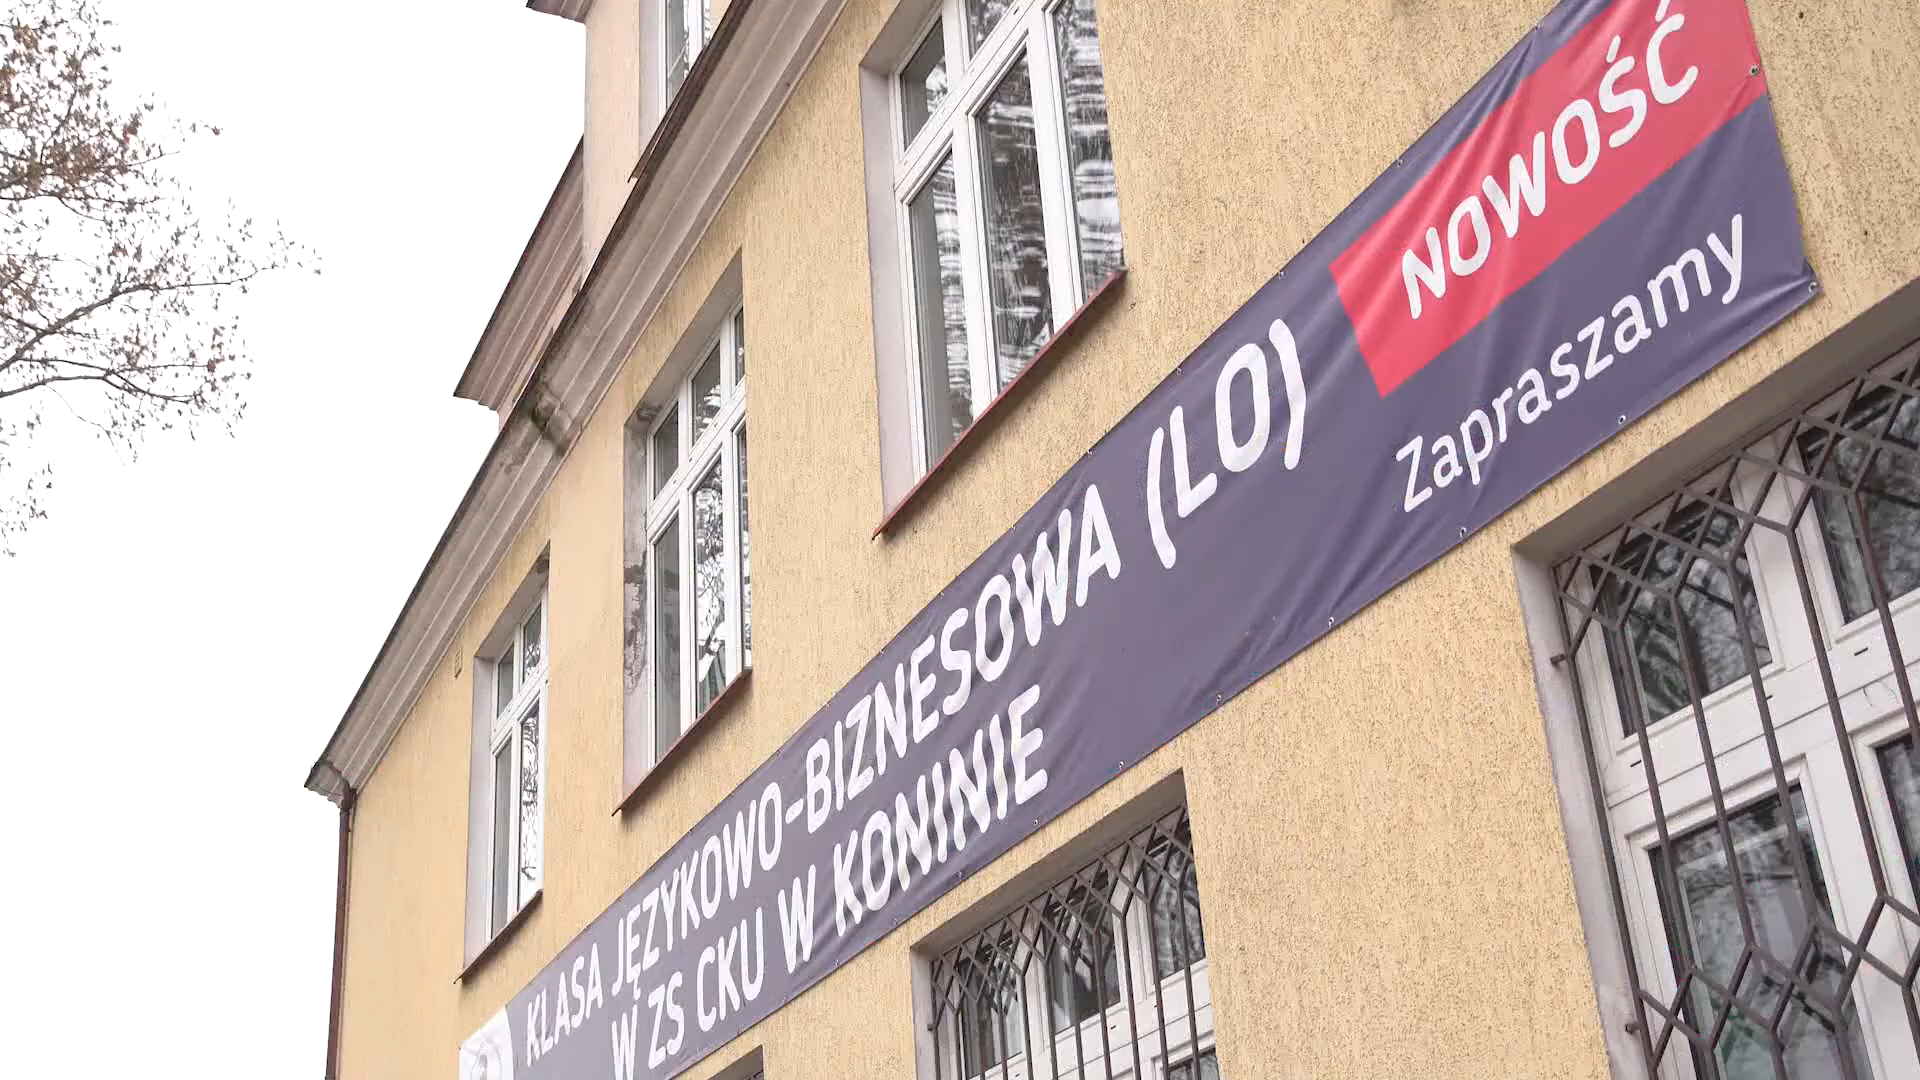 KLASA JĘZYKOWO-BIZNESOWA (LO)
W ZS CKU W KONINIE
NOWOŚĆ
Zapraszamy